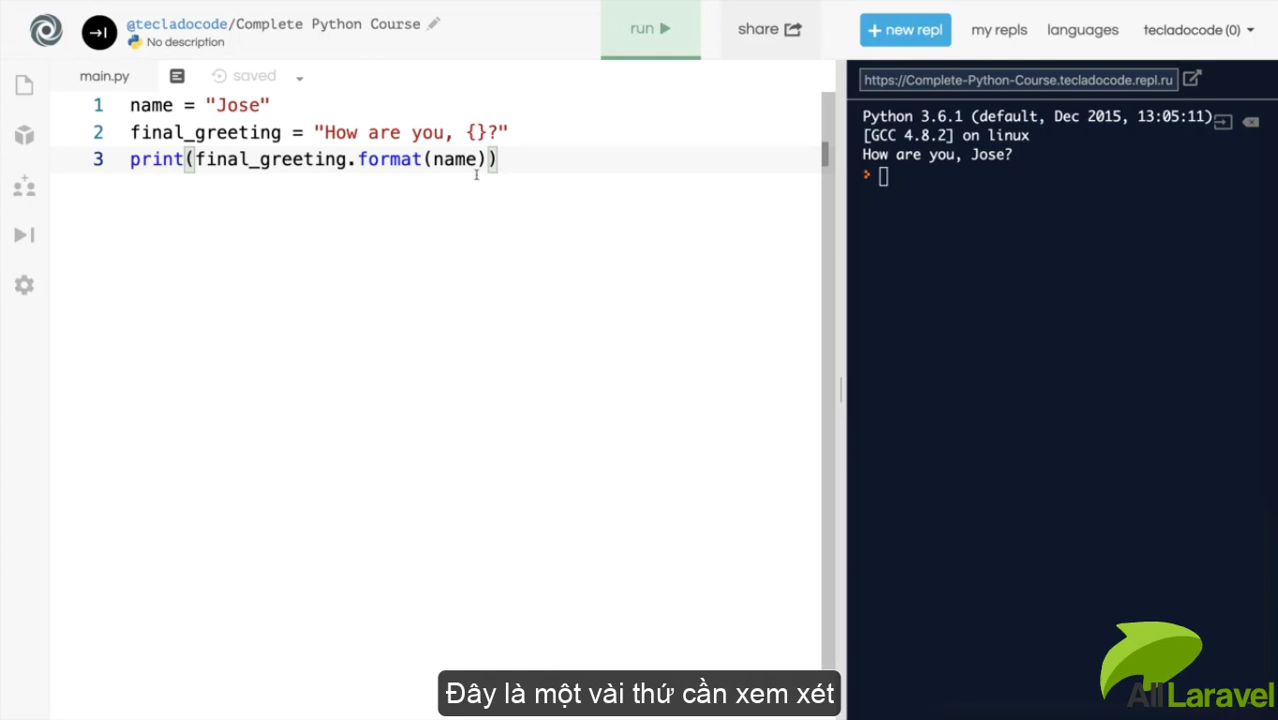 @tecladocode/Complete Python Course
No description
run
share
+ new repl
my repls
languages
tecladocode (0)
main.py
saved
1 name = "Jose"
2 final_greeting = "How are you, {}?"
3 print(final_greeting.format(name))
https://Complete-Python-Course.tecladocode.repl.ru
Python 3.6.1 (default, Dec 2015, 13:05:11)
[GCC 4.8.2] on linux
How are you, Jose?
Đây là một vài thứ cần xem xét
AllLaravel